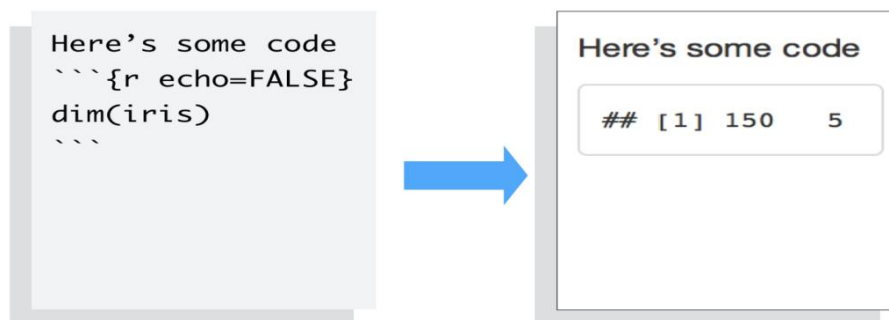 Here’s some code
```{r echo=FALSE}
dim(iris)
```
Here’s some code
## [1] 150   5